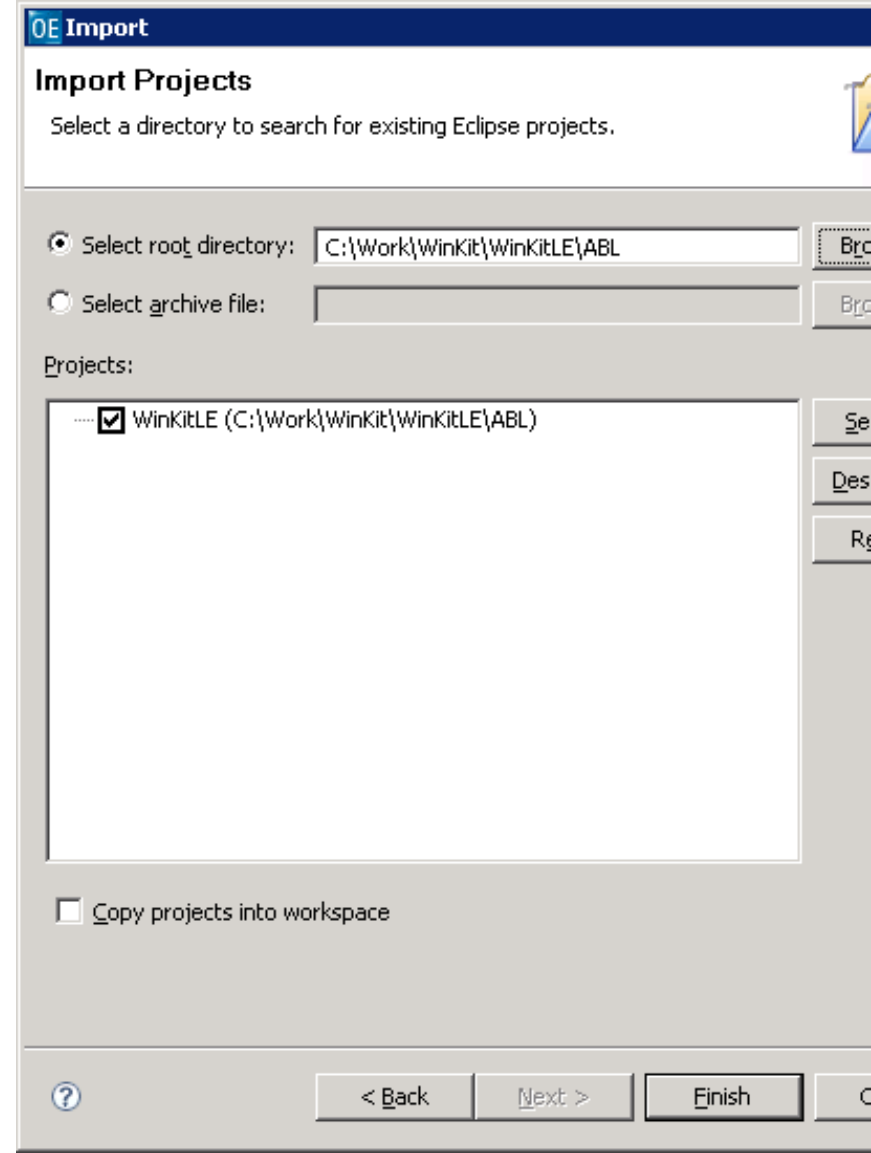 OE Import
Import Projects
Select a directory to search for existing Eclipse projects.
Select root directory: C:\Work\WinKit\WinKitLE\ABL
Select archive file:
Projects:
WinKitLE (C:\Work\WinKit\WinKitLE\ABL)
Copy projects into workspace
? < Back Next > Finish